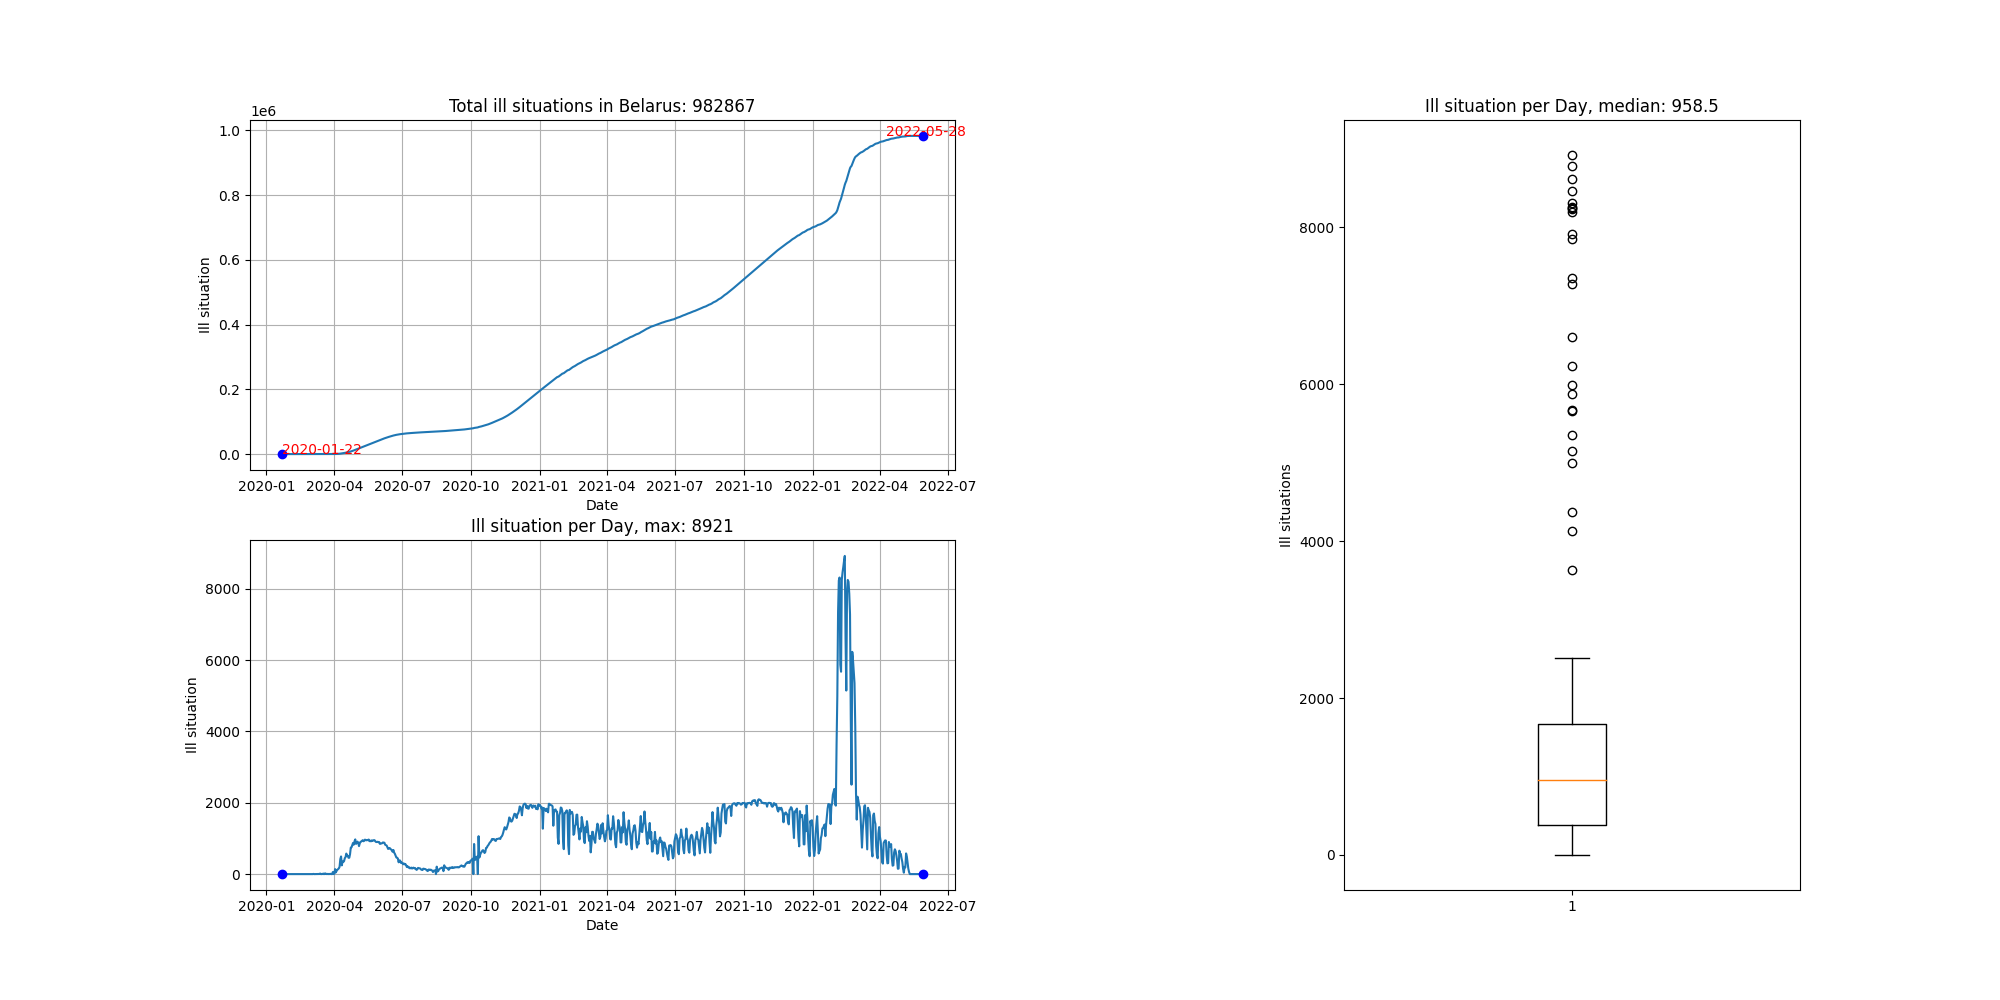 Total ill situations in Belarus: 982867
1e6
1.0
0.8
0.6
0.4
0.2
0.0
Ill situation
2020-01-22
2022-05-28
2020-01 2020-04 2020-07 2020-10 2021-01 2021-04 2021-07 2021-10 2022-01 2022-04 2022-07
Date
Ill situation per Day, max: 8921
8000
6000
4000
2000
0
Ill situation
2020-01 2020-04 2020-07 2020-10 2021-01 2021-04 2021-07 2021-10 2022-01 2022-04 2022-07
Date
Ill situation per Day, median: 958.5
8000
6000
4000
2000
0
Ill situations
1